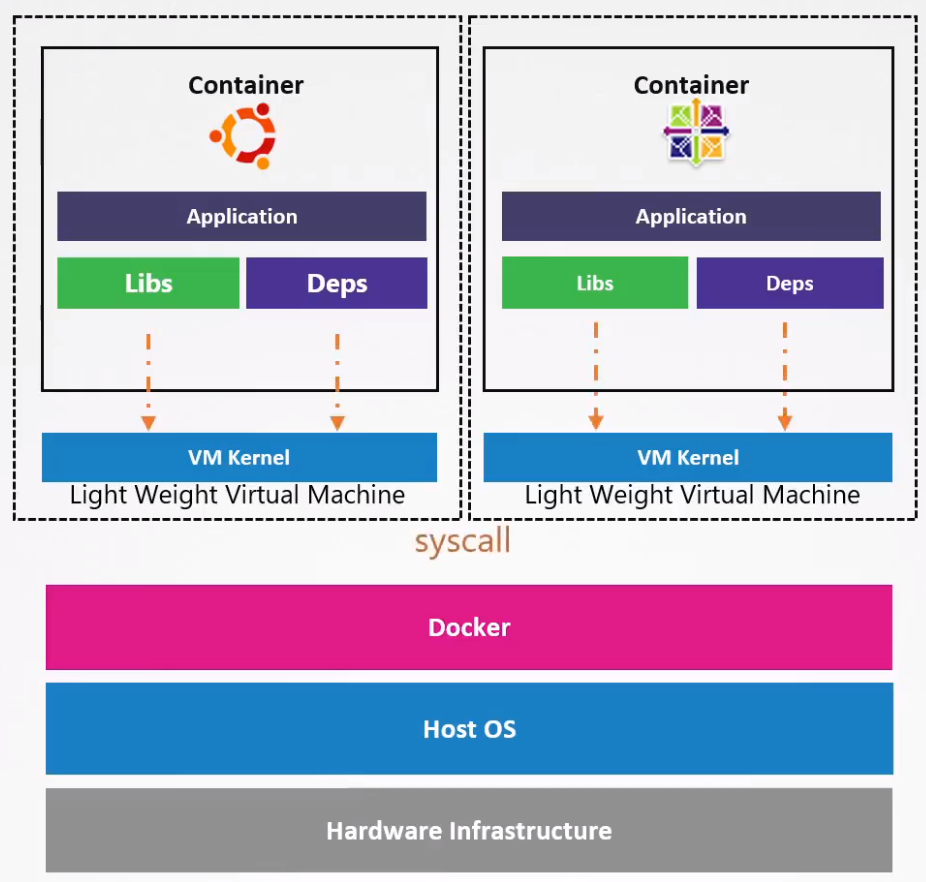 Container
Container
Application
Application
Libs
Deps
Libs
Deps
VM Kernel
VM Kernel
Light Weight Virtual Machine
Light Weight Virtual Machine
syscall
Docker
Host OS
Hardware Infrastructure